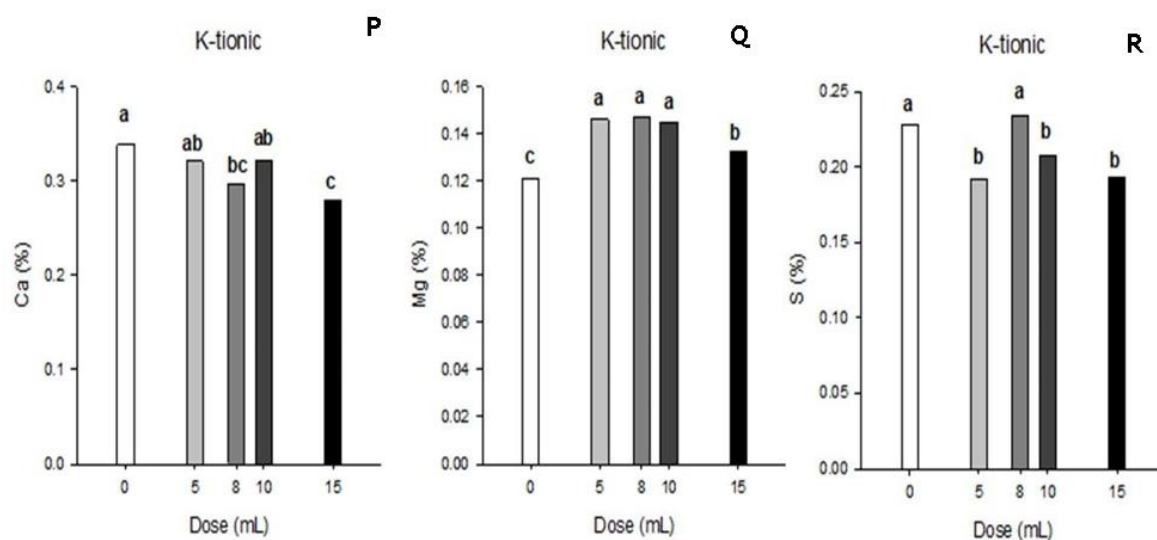 P
K-tionic
Ca (%)
0.4
0.3
0.2
0.1
0.0
a
ab
bc
ab
c
0 5 8 10 15
Dose (mL)
Q
K-tionic
Mg (%)
0.16
0.14
0.12
0.10
0.08
0.06
0.04
0.02
0.00
c
a
a
a
b
0 5 8 10 15
Dose (mL)
R
K-tionic
S (%)
0.25
0.20
0.15
0.10
0.05
0.00
a
b
a
b
b
0 5 8 10 15
Dose (mL)